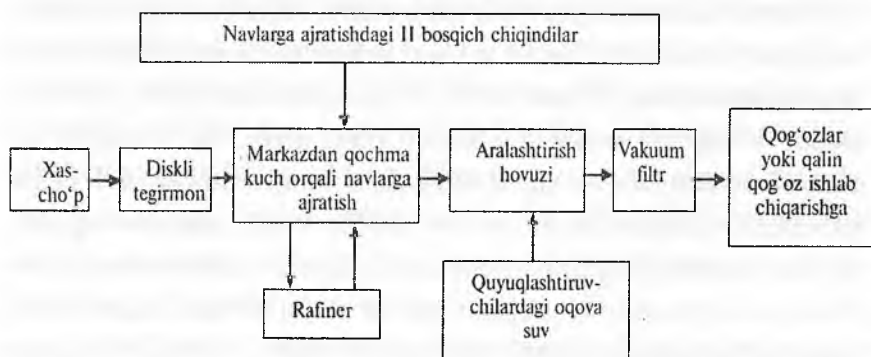 Navlarga ajratishdagi II bosqich chiqindilar
Xas-
cho‘p
Diskli
tegirmon
Markazdan qochma
kuch orqali navlarga
ajratish
Aralashtirish
hovuzi
Vakuum
filtr
Qog‘ozlar
yoki qalin
qog‘oz ishlab
chiqarishga
Rafiner
Quyuqlashtiruv-
chilardagi oqova
suv